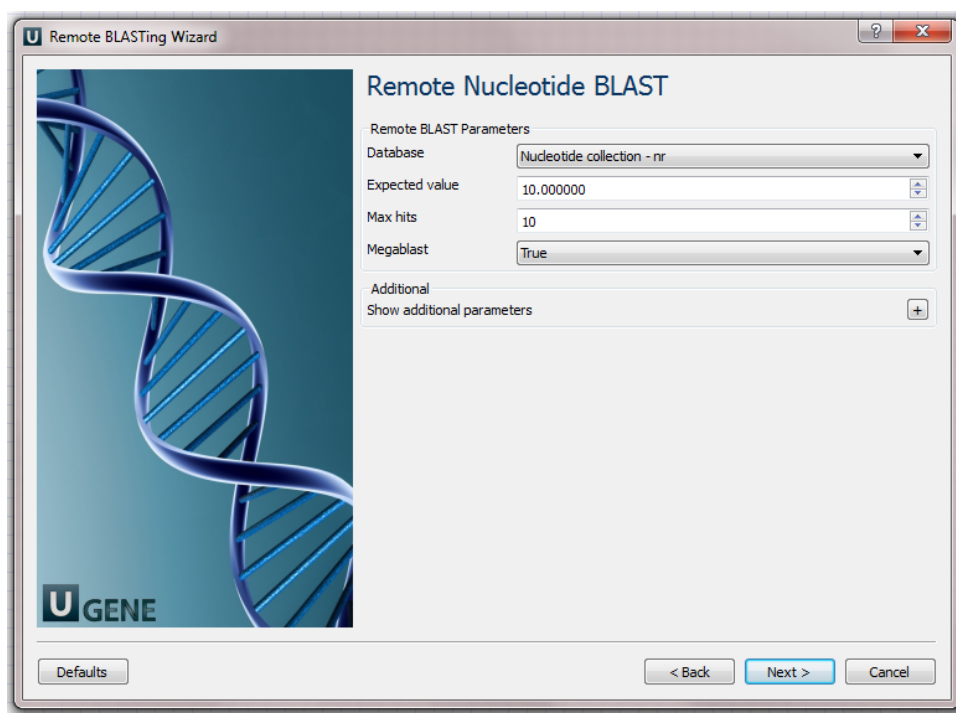 U Remote BLASTing Wizard ?
Remote Nucleotide BLAST
Remote BLAST Parameters
Database Nucleotide collection - nr
Expected value 10.000000
Max hits 10
Megablast True
Additional
Show additional parameters +
U GENE
Defaults < Back Next > Cancel